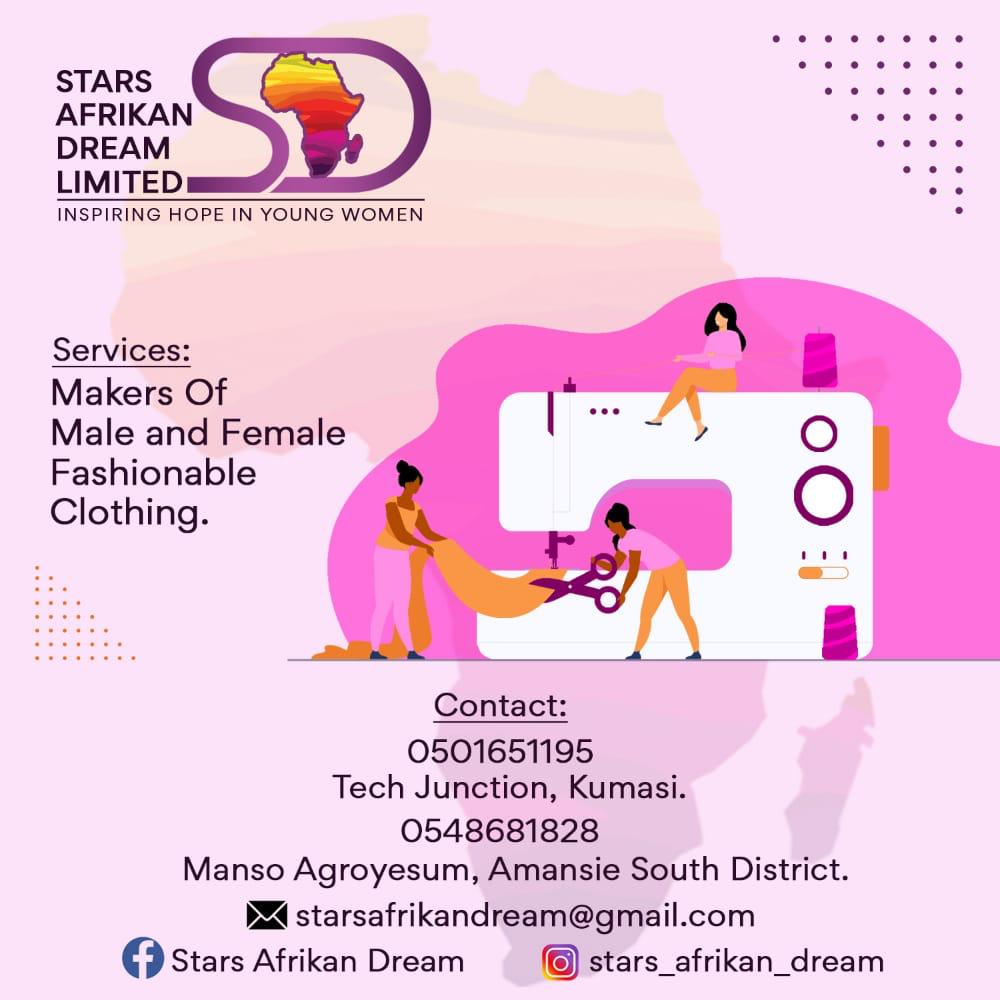 STARS
AFRIKAN
DREAM
LIMITED
SD
INSPIRING HOPE IN YOUNG WOMEN
Services:
Makers Of
Male and Female
Fashionable
Clothing.
Contact:
0501651195
Tech Junction, Kumasi.
0548681828
Manso Agroyesum, Amansie South District.
starsafrikandream@gmail.com
Stars Afrikan Dream
stars_afrikan_dream